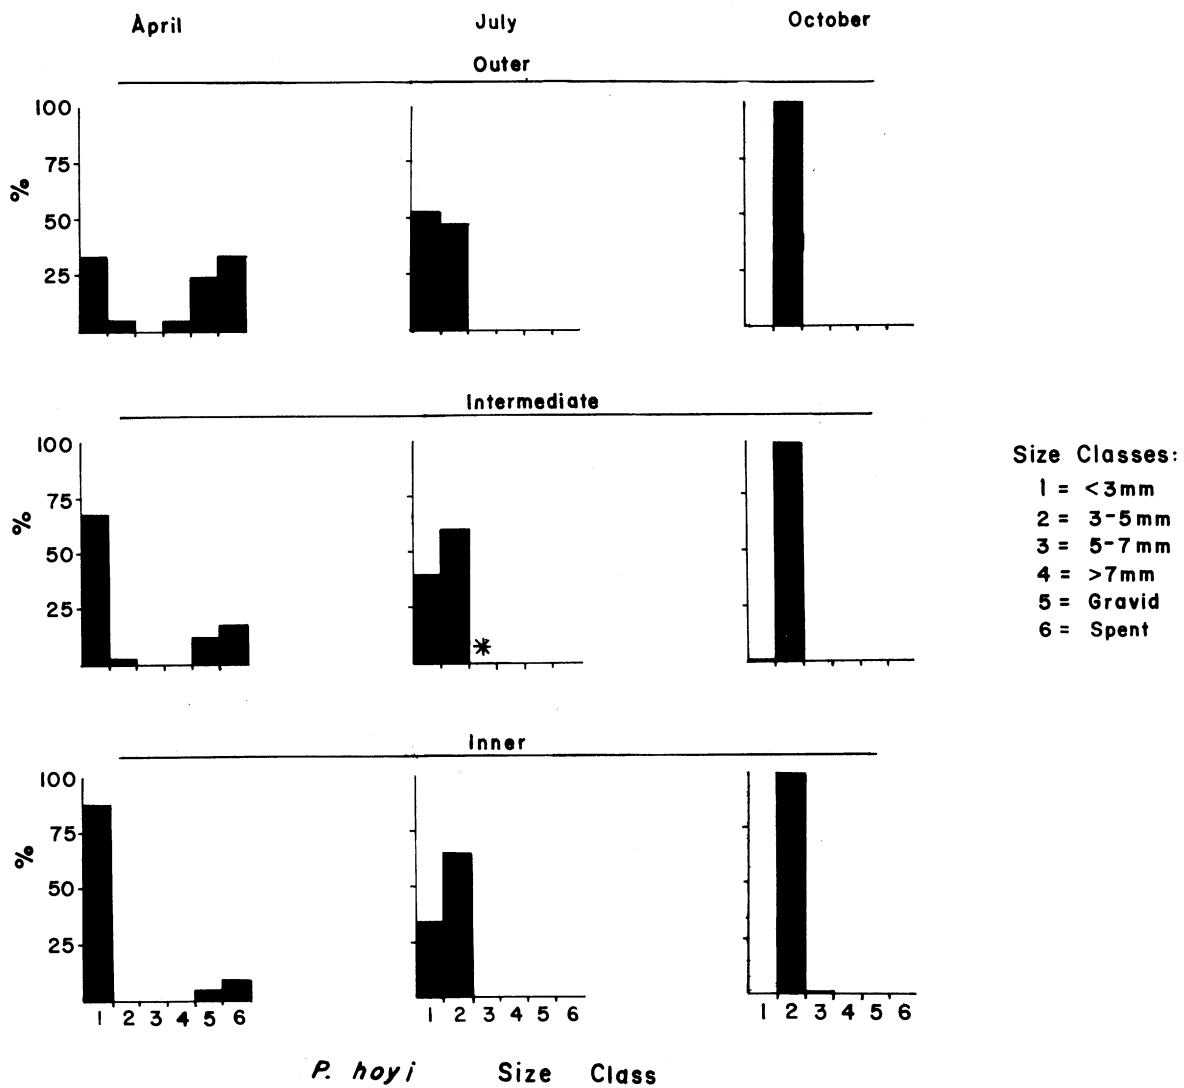 April July October
Outer
100
75
50
25
%
Intermediate
100
75
50
25
%
Size Classes:
1 = <3mm
2 = 3-5mm
3 = 5-7mm
4 = >7mm
5 = Gravid
6 = Spent
*
Inner
100
75
50
25
%
1 2 3 4 5 6 1 2 3 4 5 6 1 2 3 4 5 6
P. hoyi Size Class